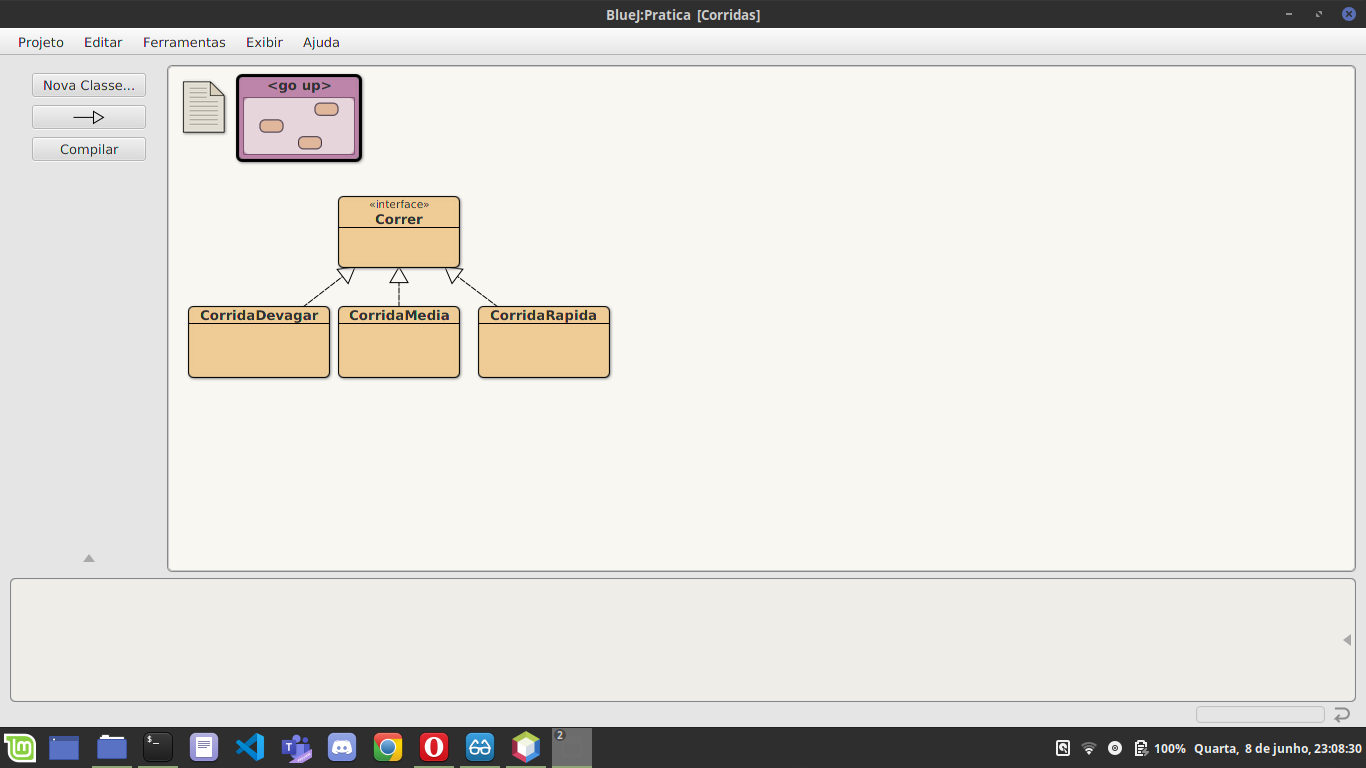 BlueJ:Pratica [Corridas]
Projeto Editar Ferramentas Exibir Ajuda
Nova Classe...
Compilar
<go up>
«interface»
Correr
CorridaDevagar CorridaMedia CorridaRapida
$_
2
100% Quarta, 8 de junho, 23:08:30